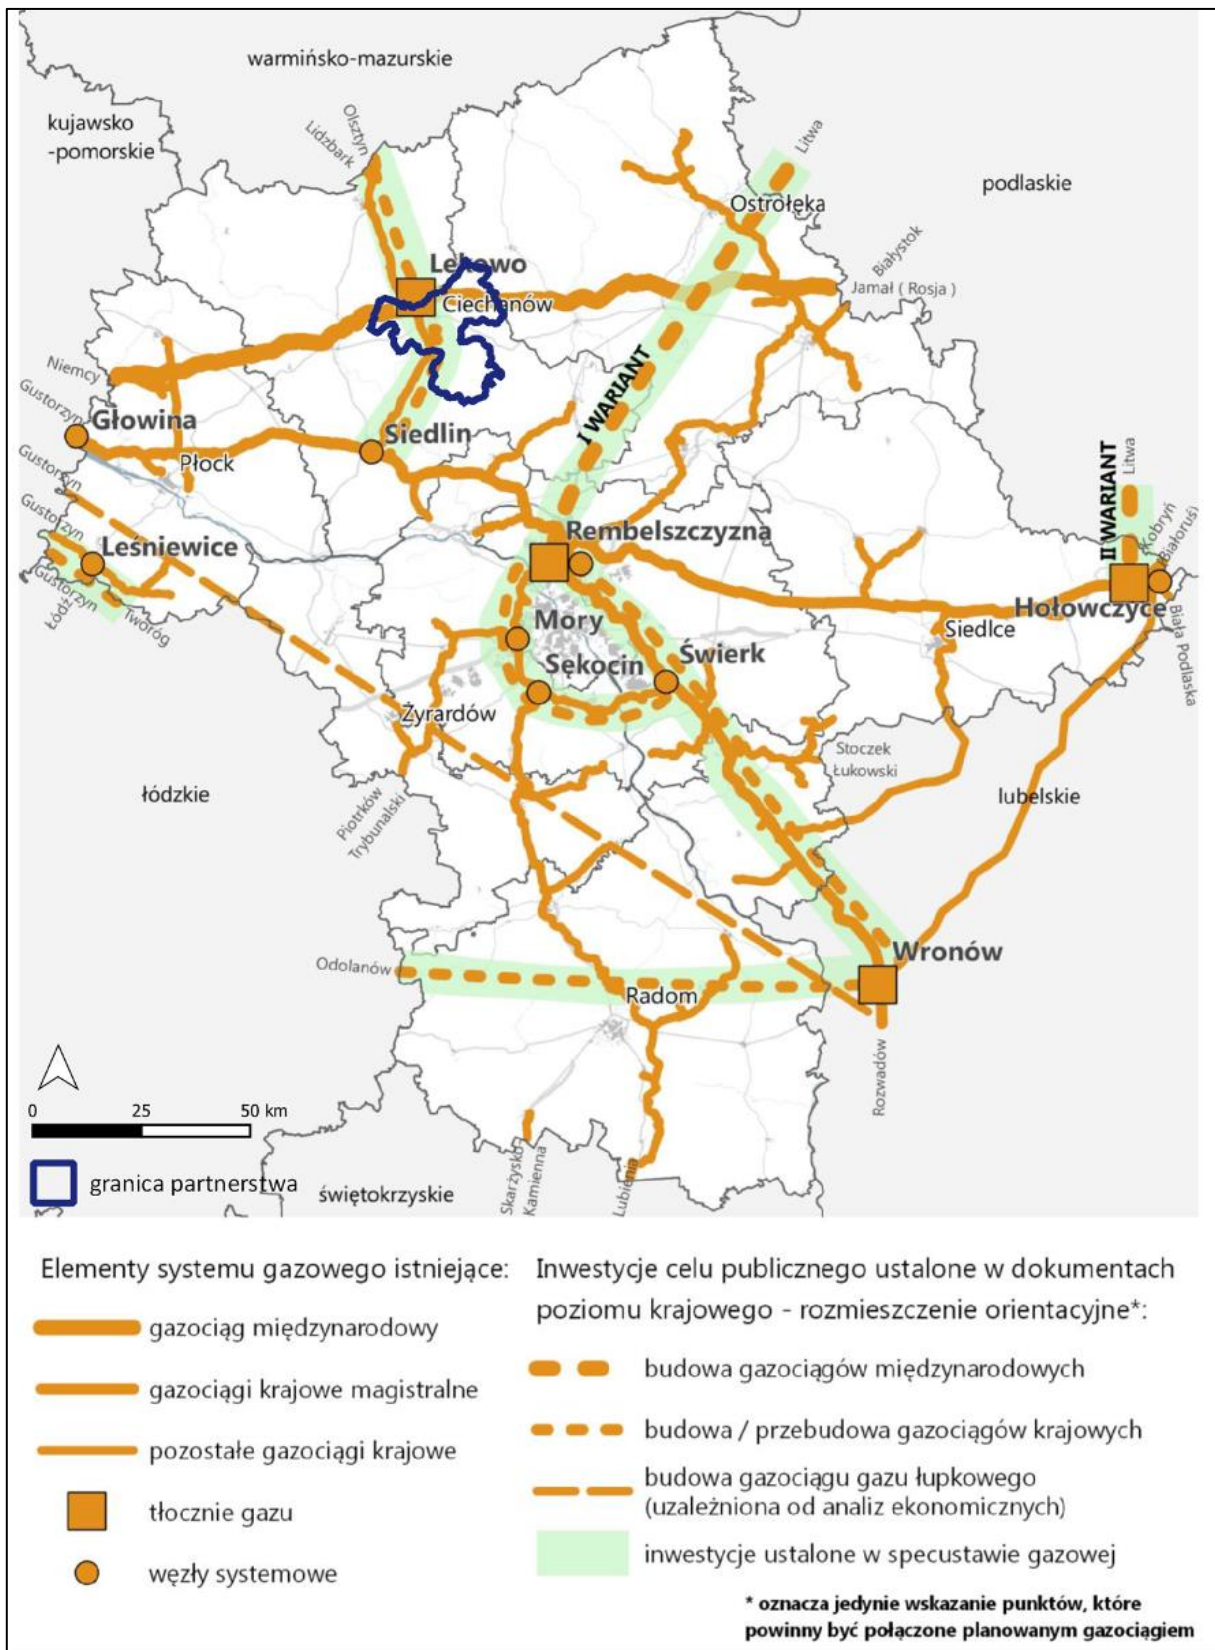 warmińsko-mazurskie
kujawsko
-pomorskie
Olsztyn
Lidzbark
Litwa
podlaskie
Ostrołęka
Białystok
Jamał ( Rosja )
Lekowo
Ciechanów
Niemcy
I WARIANT
Gustorzyn
Głowina
Siedlin
Płock
Gustorzyn
II WARIANT
Litwa
Kobryń
(Białoruś)
Gustorzyn
Leśniewice
Rembelszczyzna
Gustorzyn
Łódź
Tworóg
Hołowczyce
Siedlce
Biała Podlaska
Mory
Sękocin
Świerk
Żyrardów
Stoczek
Łukowski
łódzkie
lubelskie
Piotrków
Trybunalski
Wronów
Odolanów
Radom
Rozwadów
0 25 50 km
granica partnerstwa
świętokrzyskie
Skarżysko
Kamienna
Lubienia
Elementy systemu gazowego istniejące:
gazociąg międzynarodowy
gazociągi krajowe magistralne
pozostałe gazociągi krajowe
tłocznie gazu
węzły systemowe
Inwestycje celu publicznego ustalone w dokumentach
poziomu krajowego - rozmieszczenie orientacyjne*:
budowa gazociągów międzynarodowych
budowa / przebudowa gazociągów krajowych
budowa gazociągu gazu łupkowego
(uzależniona od analiz ekonomicznych)
inwestycje ustalone w specustawie gazowej
* oznacza jedynie wskazanie punktów, które
powinny być połączone planowanym gazociągiem